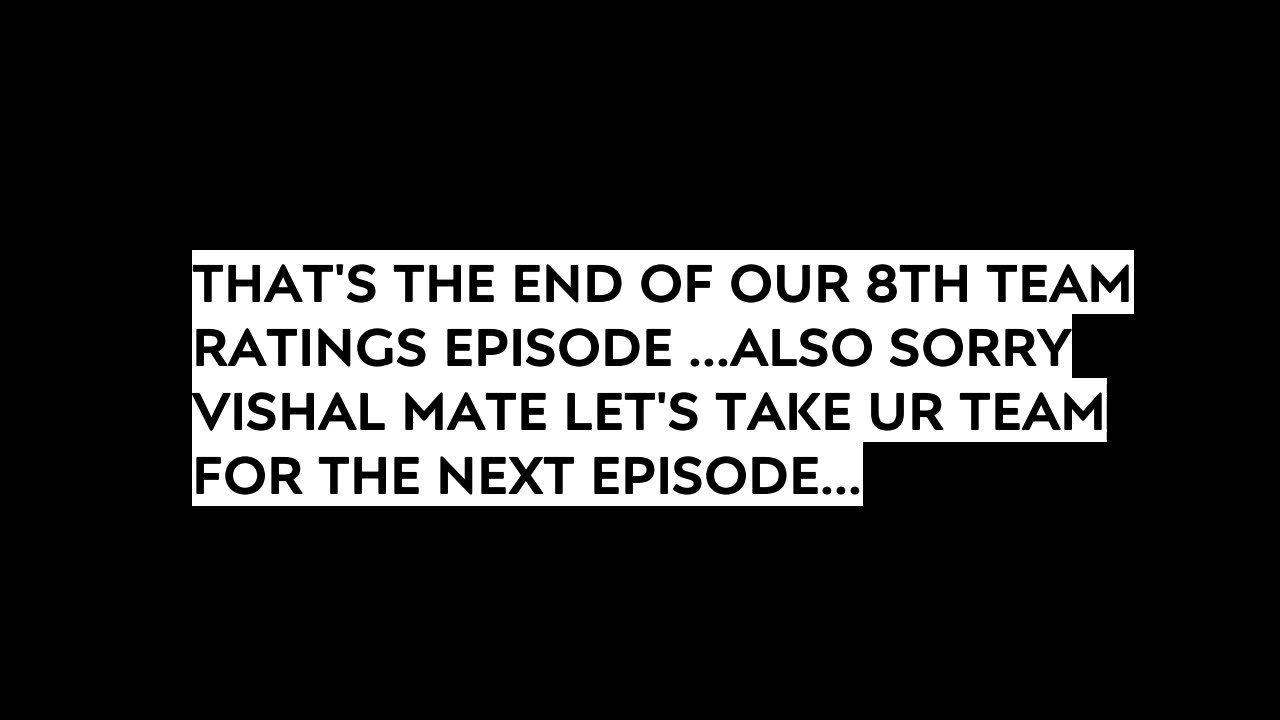 THAT'S THE END OF OUR 8TH TEAM
RATINGS EPISODE ...ALSO SORRY
VISHAL MATE LET'S TAKE UR TEAM
FOR THE NEXT EPISODE...